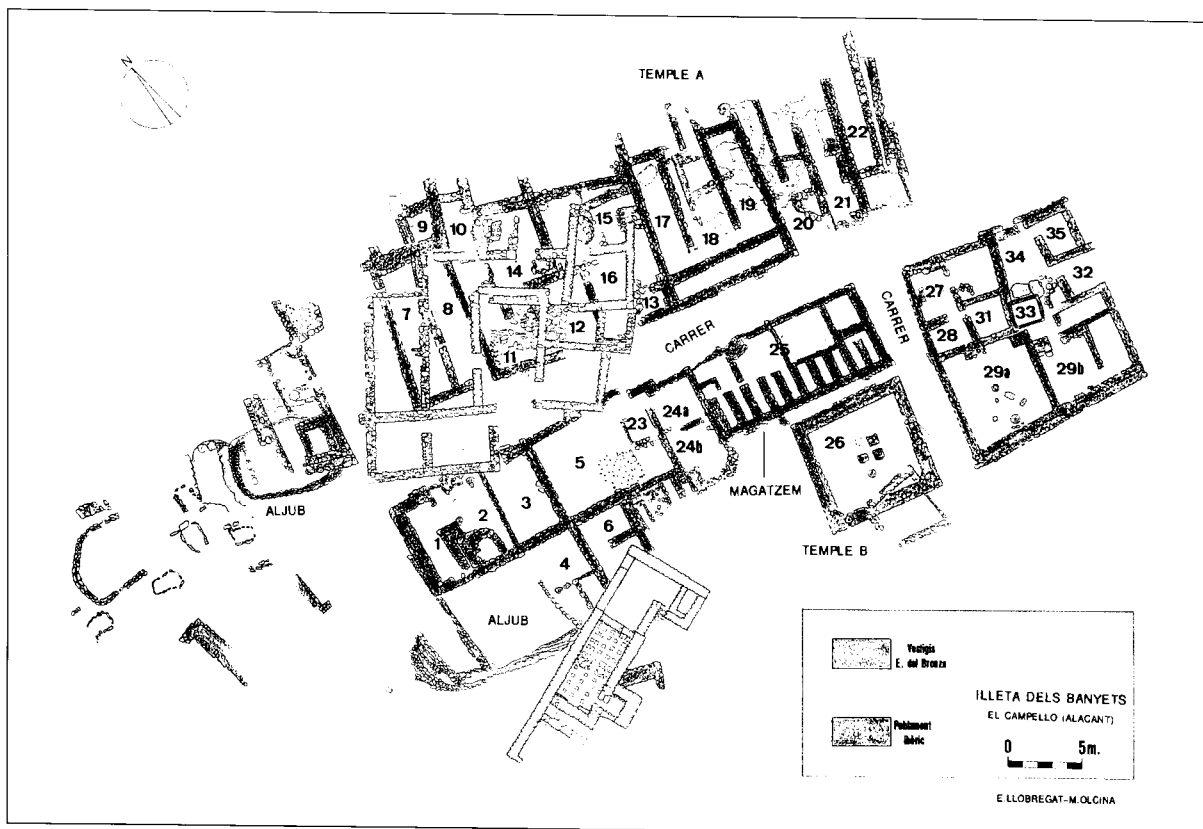 N
TEMPLE A
22
19
21
20
17
18
15
9
10
14
16
13
12
7
8
11
35
34
32
27
33
28
31
29a
29b
CARRER
CARRER
25
24a
23
24b
5
26
MAGATZEM
TEMPLE B
3
2
1
6
4
ALJUB
ALJUB
Vestigis
E. del Bronze
Poblament
ibèric
ILLETA DELS BANYETS
EL CAMPELLO (ALACANT)
0 5m.
E.LLOBREGAT-M.OLCINA